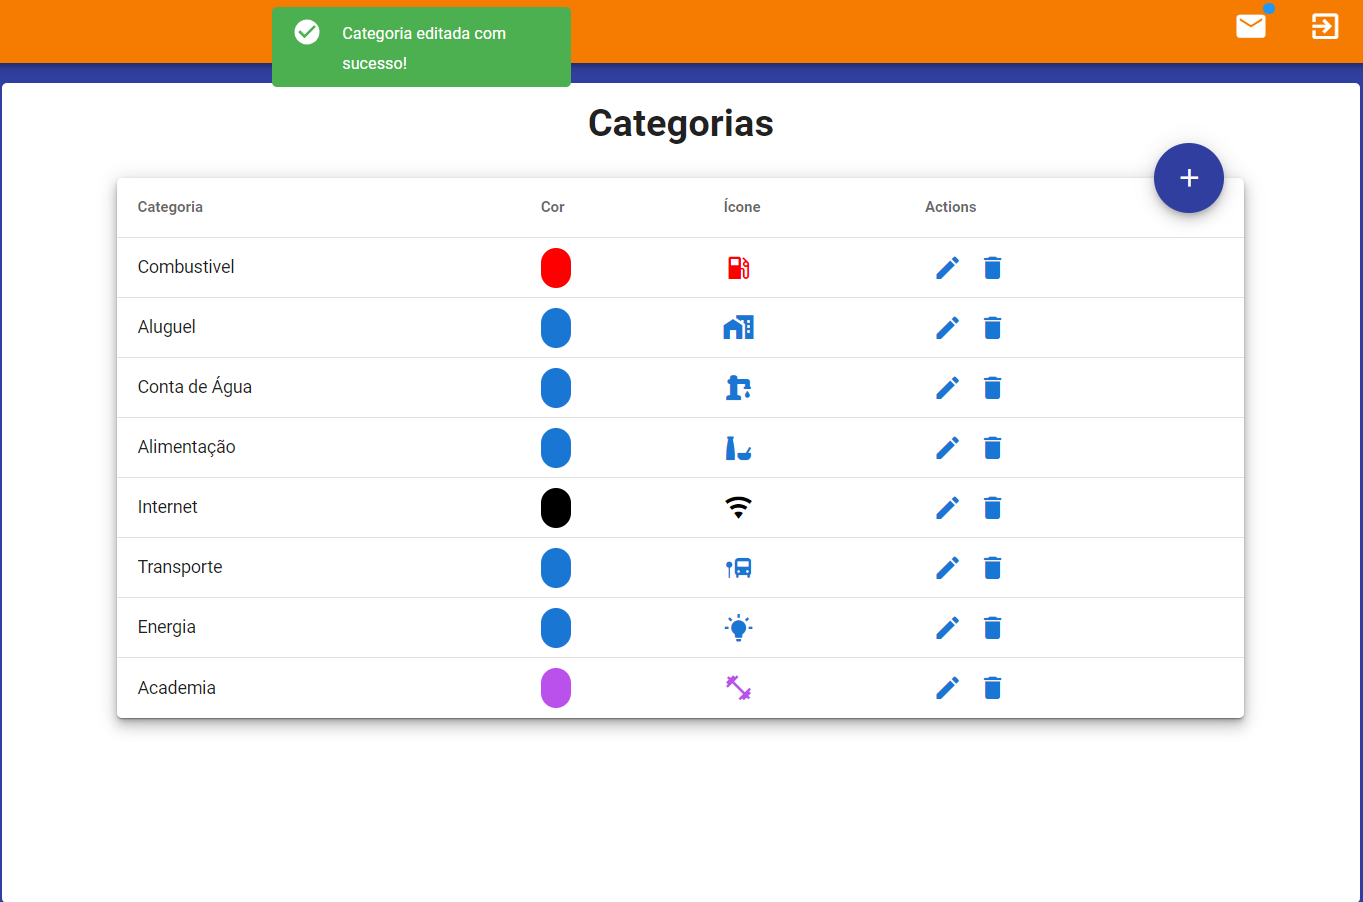 Categoria editada com
sucesso!
Categorias
Categoria Cor Ícone Actions
Combustivel
Aluguel
Conta de Água
Alimentação
Internet
Transporte
Energia
Academia